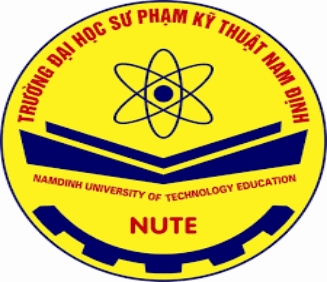 TRƯỜNG ĐẠI HỌC SƯ PHẠM KỸ THUẬT NAM ĐỊNH
NAMDINH UNIVERSITY OF TECHNOLOGY EDUCATION
NUTE